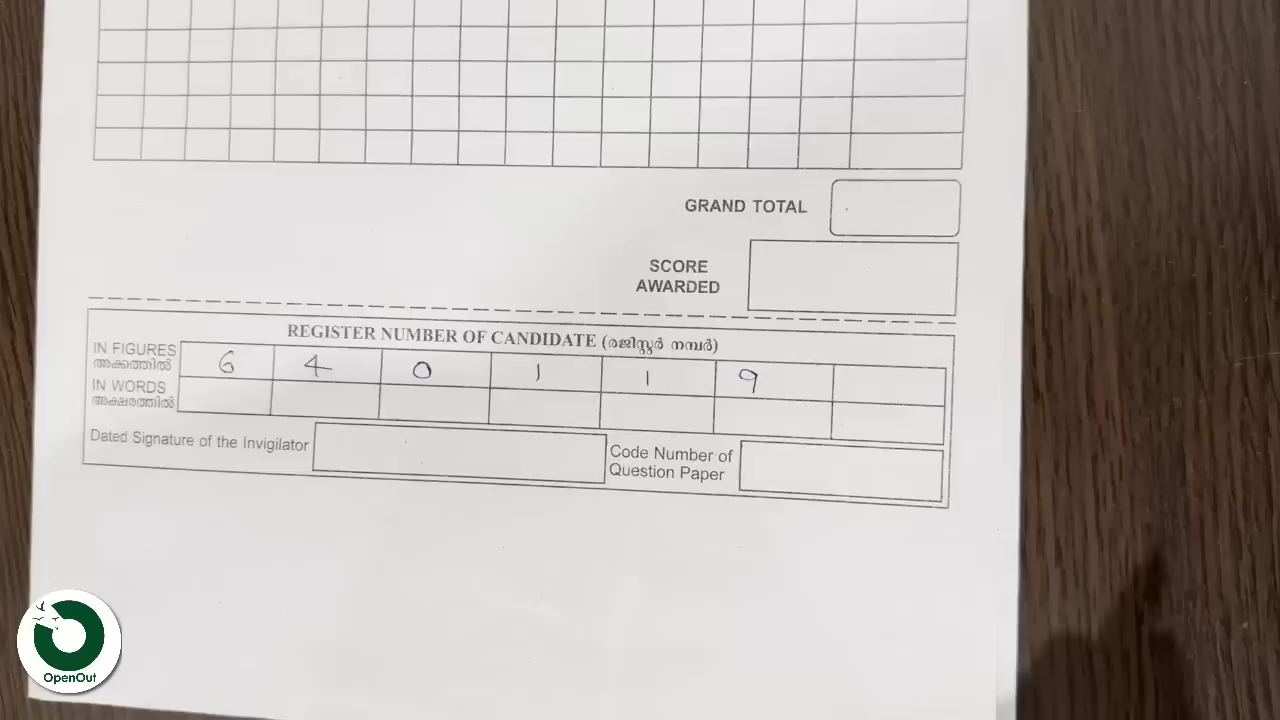 GRAND TOTAL
SCORE
AWARDED
REGISTER NUMBER OF CANDIDATE (രജിസ്റ്റർ നമ്പർ)
IN FIGURES 6 4 0 1 1 9
അക്കത്തിൽ
IN WORDS
അക്ഷരത്തിൽ
Dated Signature of the Invigilator
Code Number of
Question Paper
OpenOut